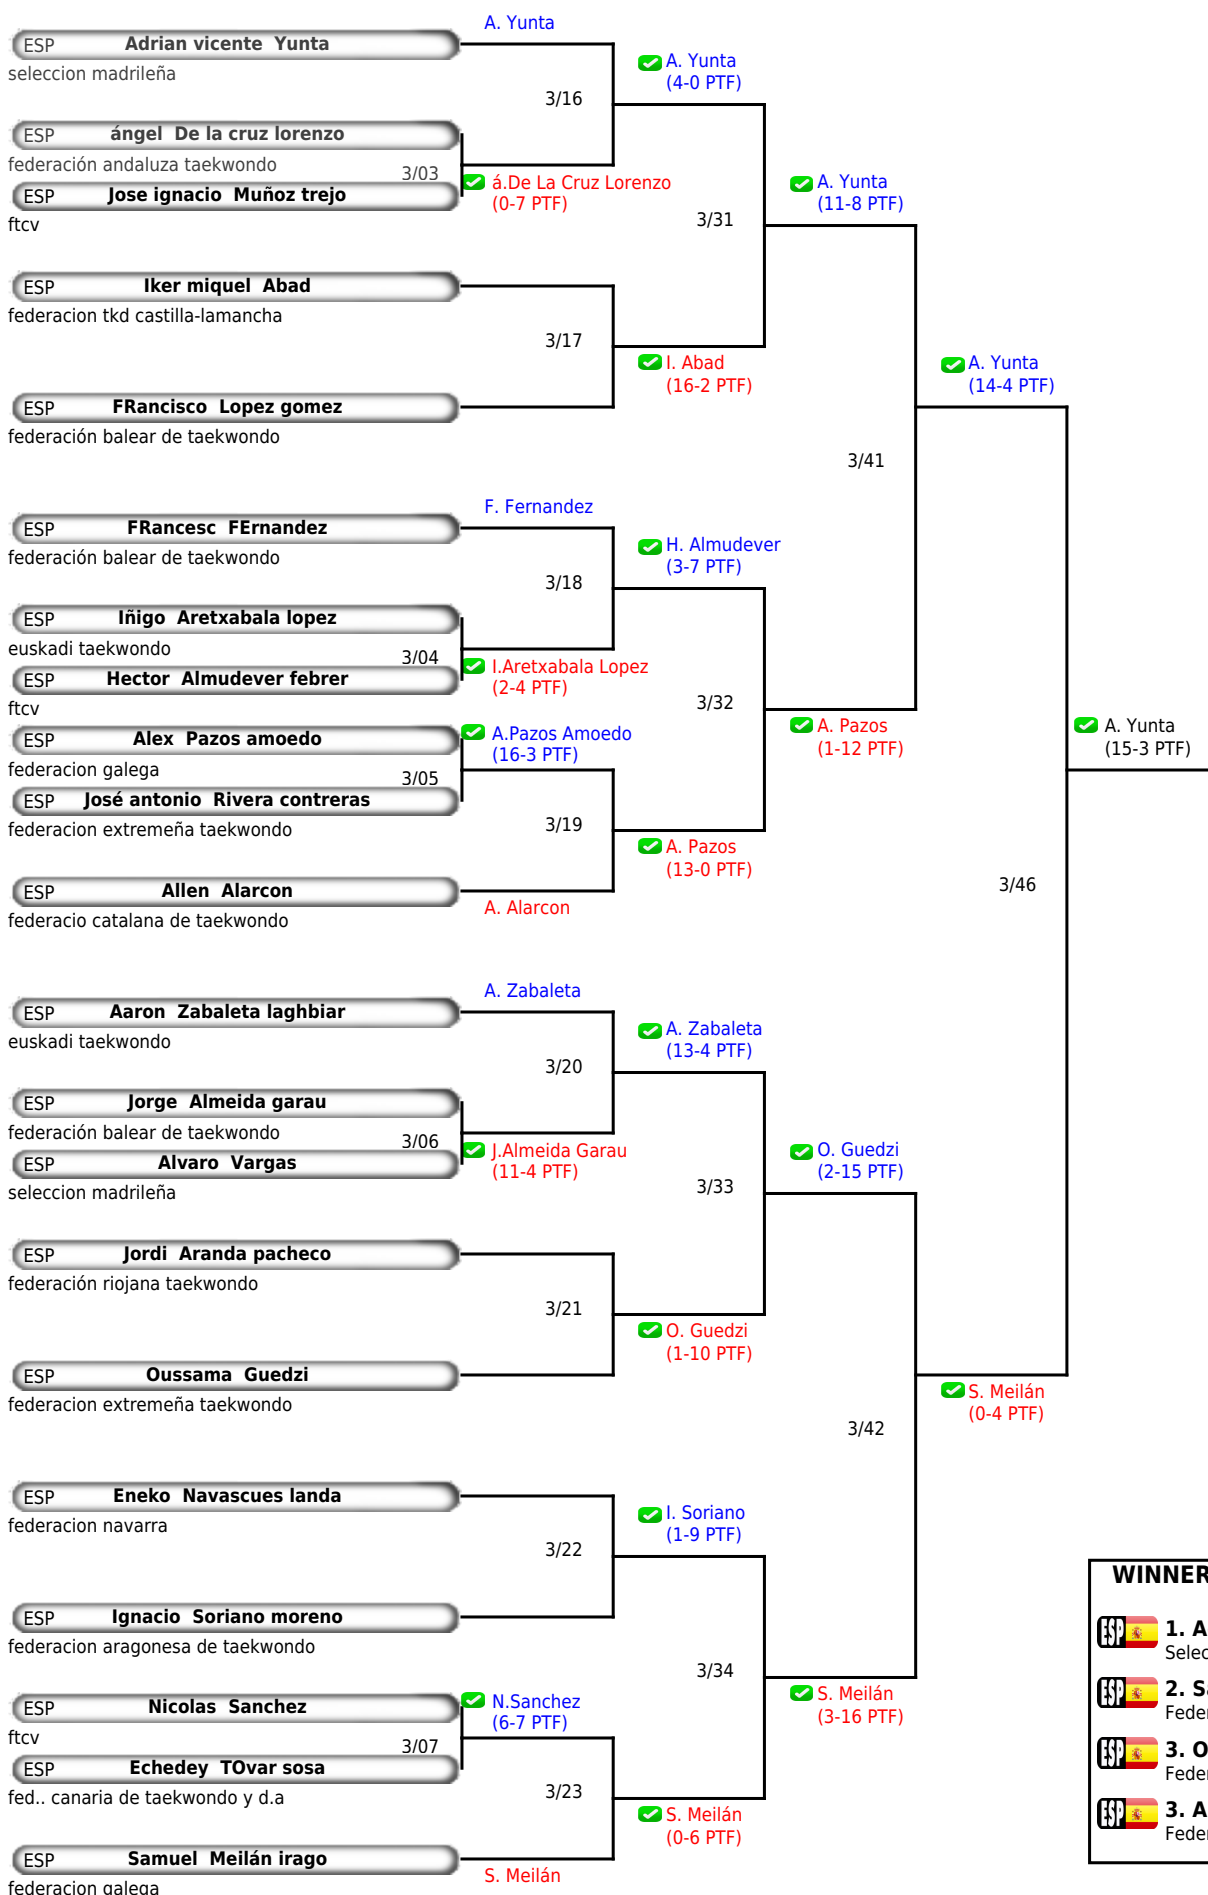 A. Yunta
ESP Adrian vicente Yunta
seleccion madrileña
A. Yunta
(4-0 PTF)
3/16
ESP ángel De la cruz lorenzo
federación andaluza taekwondo
3/03
ESP Jose ignacio Muñoz trejo
ftcv
á.De La Cruz Lorenzo
(0-7 PTF)
A. Yunta
(11-8 PTF)
3/31
ESP Iker miquel Abad
federacion tkd castilla-lamancha
3/17
I. Abad
(16-2 PTF)
A. Yunta
(14-4 PTF)
ESP FRancisco Lopez gomez
federación balear de taekwondo
3/41
F. Fernandez
ESP FRancesc FErnandez
federación balear de taekwondo
H. Almudever
(3-7 PTF)
3/18
ESP Iñigo Aretxabala lopez
euskadi taekwondo
3/04
ESP Hector Almudever febrer
ftcv
I.Aretxabala Lopez
(2-4 PTF)
3/32
ESP Alex Pazos amoedo
federacion galega
A.Pazos Amoedo
(16-3 PTF)
A. Pazos
(1-12 PTF)
A. Yunta
(15-3 PTF)
3/05
ESP José antonio Rivera contreras
federacion extremeña taekwondo
3/19
A. Pazos
(13-0 PTF)
3/46
ESP Allen Alarcon
federacio catalana de taekwondo
A. Alarcon
A. Zabaleta
ESP Aaron Zabaleta laghbiar
euskadi taekwondo
A. Zabaleta
(13-4 PTF)
3/20
ESP Jorge Almeida garau
federación balear de taekwondo
3/06
ESP Alvaro Vargas
seleccion madrileña
J.Almeida Garau
(11-4 PTF)
O. Guedzi
(2-15 PTF)
3/33
ESP Jordi Aranda pacheco
federación riojana taekwondo
3/21
O. Guedzi
(1-10 PTF)
ESP Oussama Guedzi
federacion extremeña taekwondo
S. Meilán
(0-4 PTF)
3/42
ESP Eneko Navascues landa
federacion navarra
I. Soriano
(1-9 PTF)
3/22
ESP Ignacio Soriano moreno
federacion aragonesa de taekwondo
3/34
ESP Nicolas Sanchez
ftcv
N.Sanchez
(6-7 PTF)
S. Meilán
(3-16 PTF)
3/07
ESP Echedey TOvar sosa
fed.. canaria de taekwondo y d.a
3/23
S. Meilán
(0-6 PTF)
ESP Samuel Meilán irago
federacion galega
S. Meilán
WINNER
ESP 1. A
Selec
ESP 2. Sa
Feder
ESP 3. O
Feder
ESP 3. A
Feder